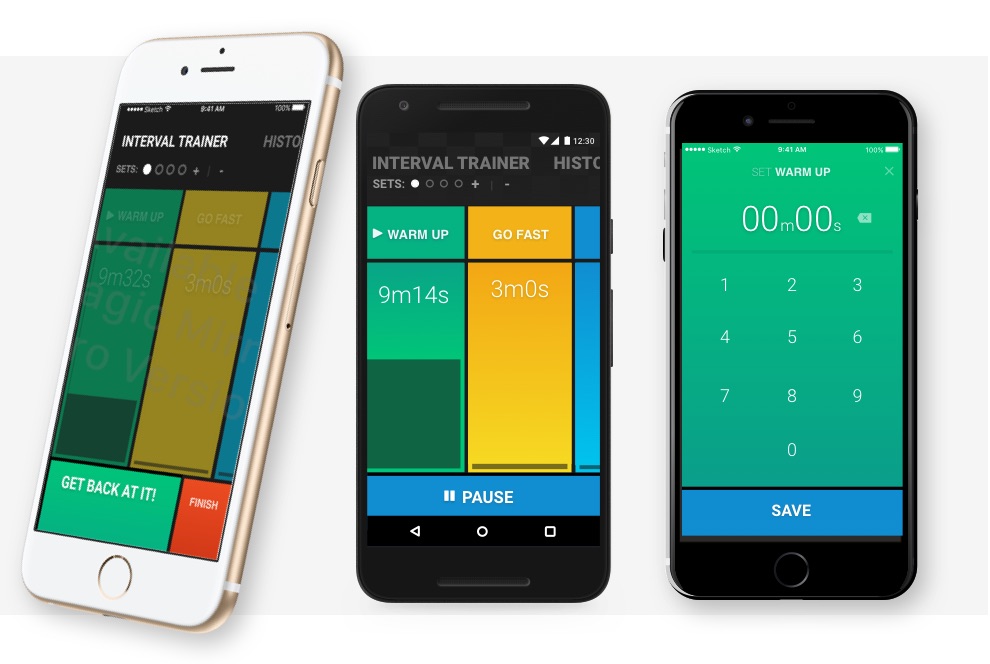 Sketch 9:41 AM 100%
INTERVAL TRAINER HISTO
SETS: + | -
WARM UP GO FAST
9m32s 3m0s
GET BACK AT IT! FINISH
12:30
INTERVAL TRAINER HISTO
SETS: + | -
WARM UP GO FAST
9m14s 3m0s
PAUSE
Sketch 9:41 AM 100%
SET WARM UP
00m00s
1 2 3
4 5 6
7 8 9
0
SAVE